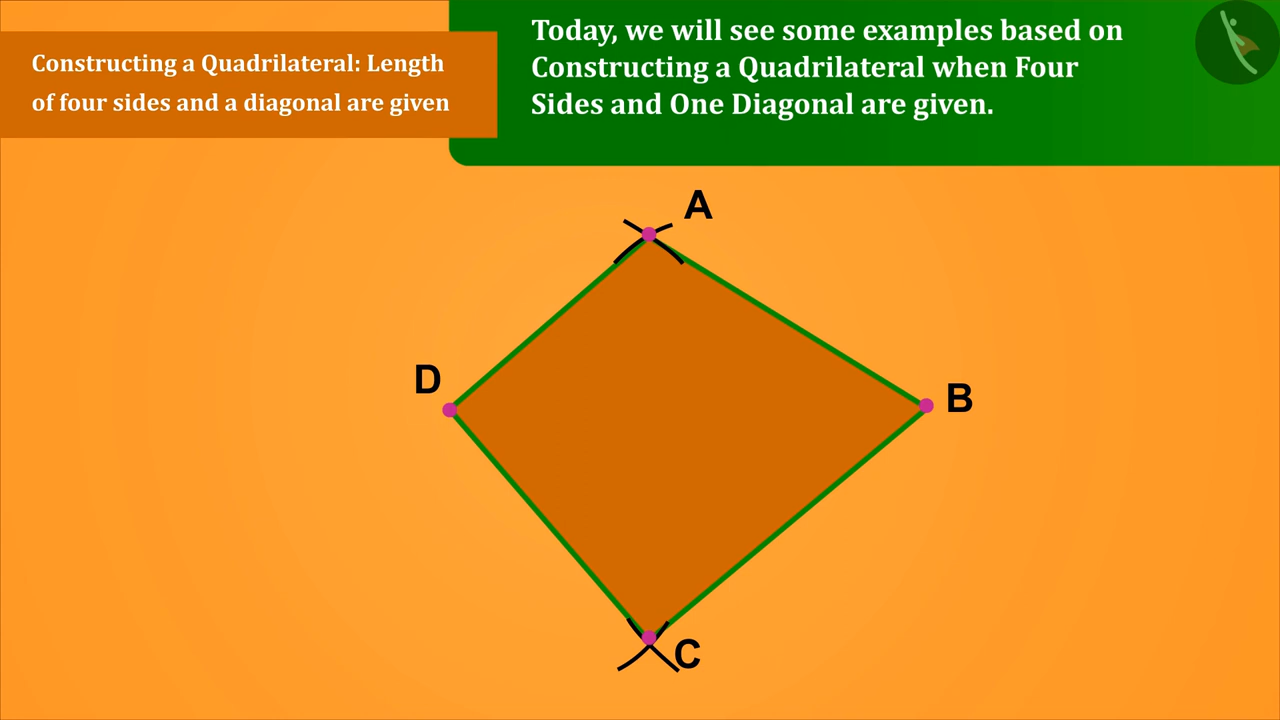 Constructing a Quadrilateral: Length
of four sides and a diagonal are given
Today, we will see some examples based on
Constructing a Quadrilateral when Four
Sides and One Diagonal are given.
A
D
B
C